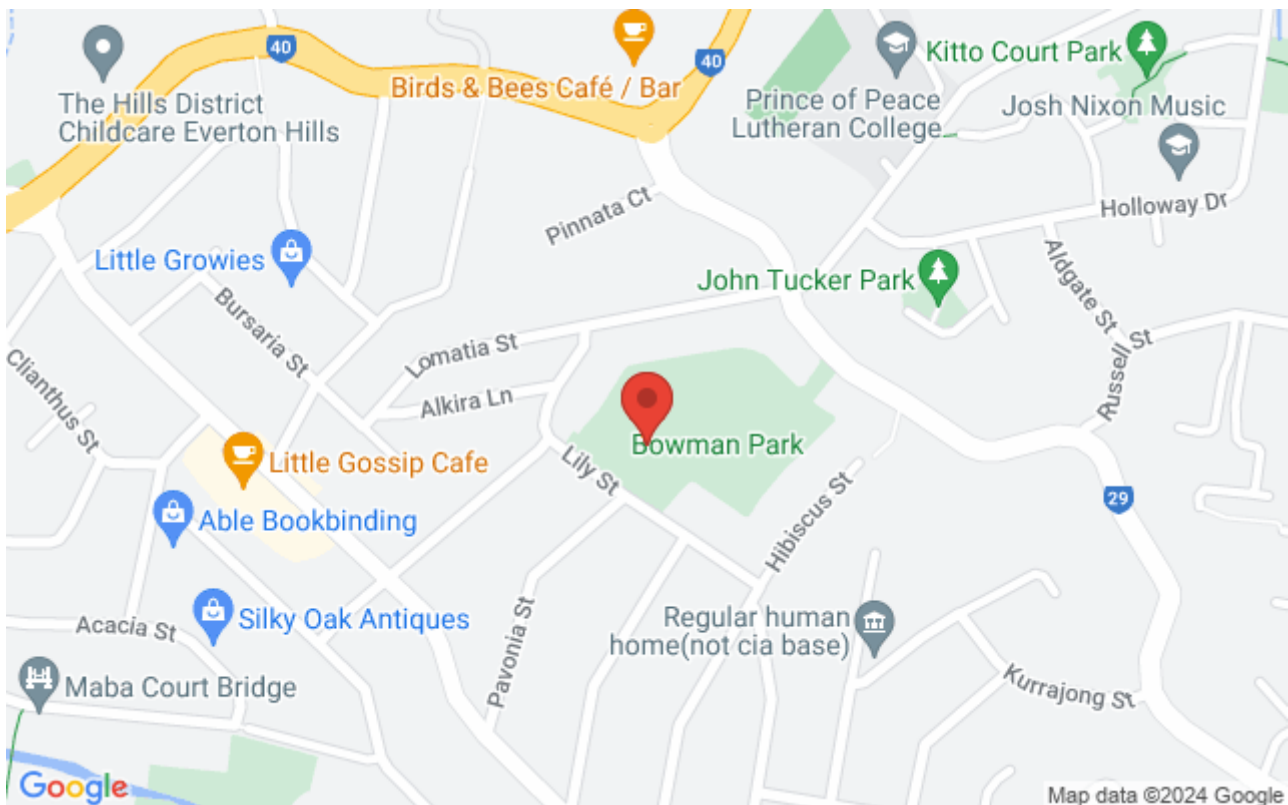 40
40
Kitto Court Park
Birds & Bees Café / Bar
The Hills District
Childcare Everton Hills
Prince of Peace
Lutheran College
Josh Nixon Music
Pinnata Ct
Holloway Dr
Little Growies
John Tucker Park
Aldgate St
Bursaria St
Lomatia St
Russell St
Clianthus St
Alkira Ln
Bowman Park
Little Gossip Cafe
Lily St
29
Able Bookbinding
Hibiscus St
Acacia St
Silky Oak Antiques
Regular human
home(not cia base)
Pavonia St
Maba Court Bridge
Kurrajong St
Google
Map data ©2024 Google